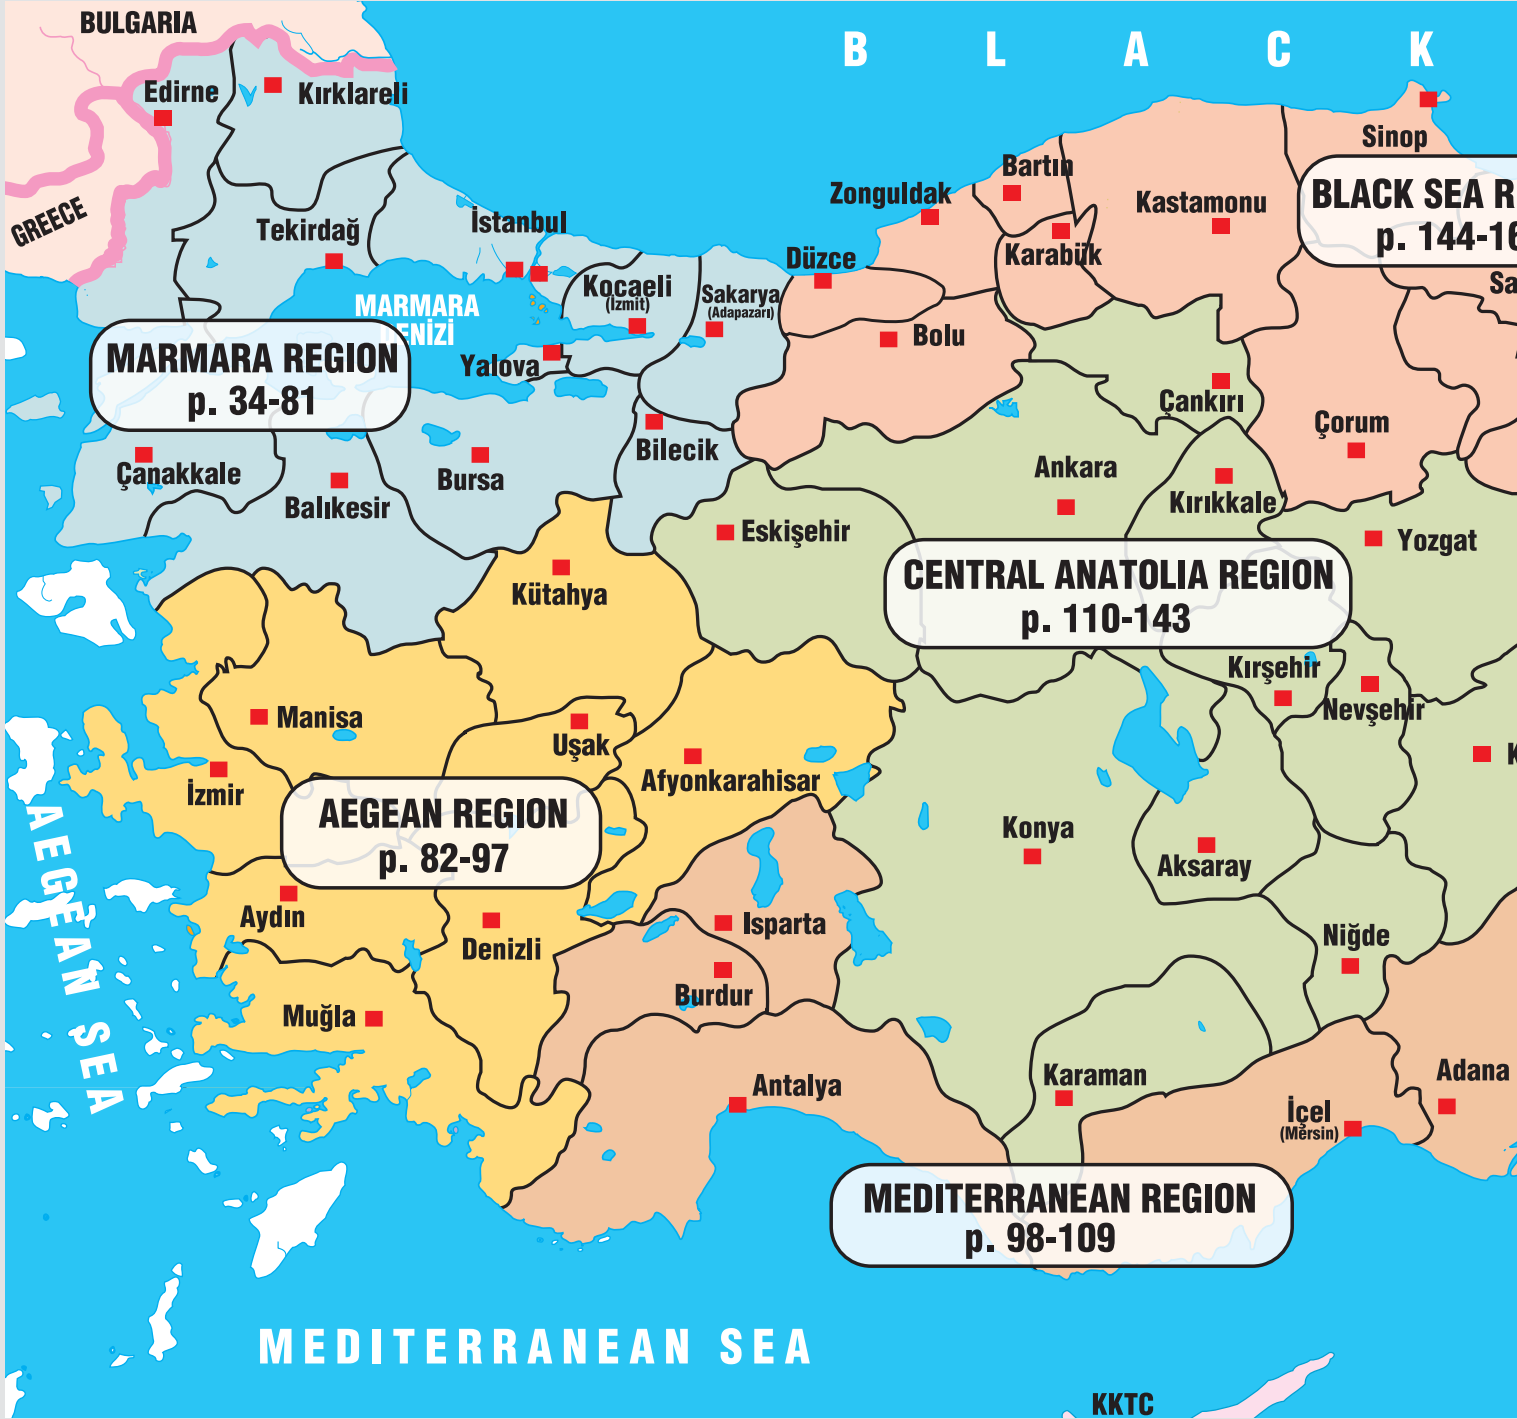 BULGARIA
B L A C K
Edirne
Kırklareli
Sinop
GREECE
Tekirdağ
İstanbul
Zonguldak
Bartın
Kastamonu
BLACK SEA R
p. 144-16
Düzce
Karabük
Kocaeli
(İzmit)
Sakarya
(Adapazarı)
Sa
MARMARA
DENİZİ
Yalova
Bolu
MARMARA REGION
p. 34-81
Çankırı
Çorum
Çanakkale
Balıkesir
Bursa
Bilecik
Ankara
Kırıkkale
Eskişehir
Yozgat
Kütahya
CENTRAL ANATOLIA REGION
p. 110-143
Kırşehir
Nevşehir
Manisa
Uşak
K
İzmir
Afyonkarahisar
AEGEAN REGION
p. 82-97
Konya
Aksaray
AEGEAN SEA
Aydın
Denizli
Isparta
Niğde
Burdur
Muğla
Antalya
Karaman
Adana
İçel
(Mersin)
MEDITERRANEAN REGION
p. 98-109
MEDITERRANEAN SEA
KKTC